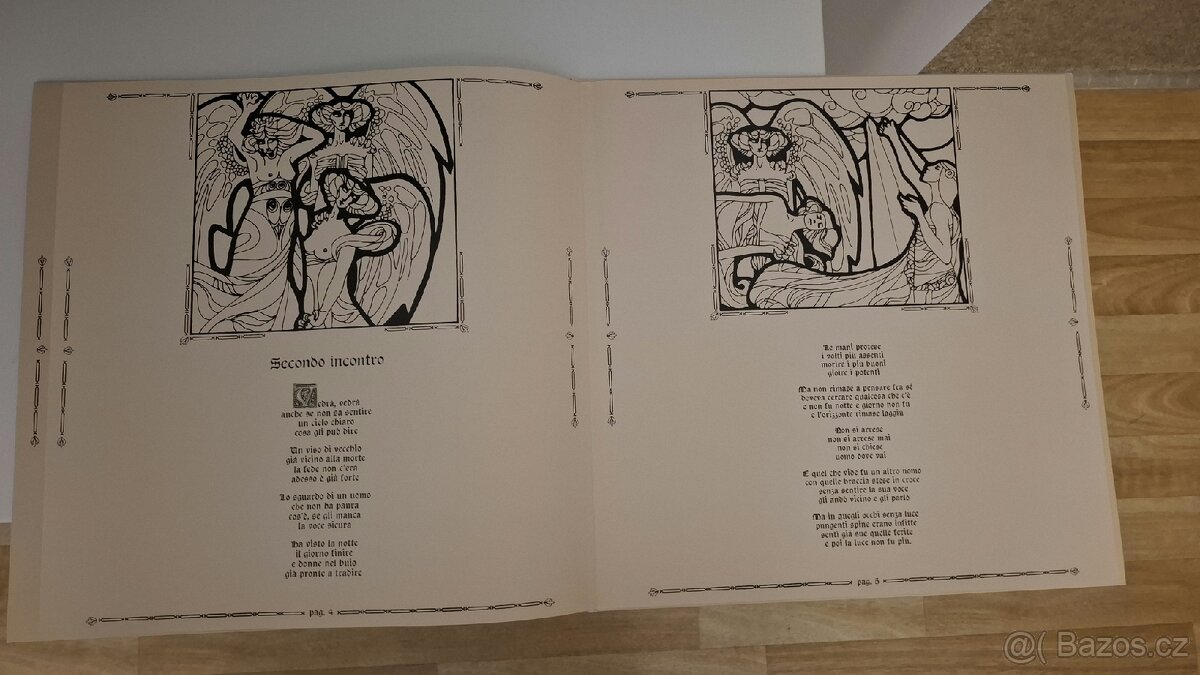 Secondo incontro
Vedrà, vedrà
anche se non sa sentire
un cielo chiaro
cosa gli può dire
Un viso di vecchio
già vicino alla morte
la fede non c'era
adesso è già forte
Lo sguardo di un uomo
che non ha paura
cos'è, se gli manca
la voce sicura
Ha visto la notte
il giorno finire
e donne nel buio
già pronte a tradire
pag. 4
Le mani protese
i volti più assenti
morire i più buoni
gioire i potenti
Ma non rimase a pensare fra sé
doveva cercare qualcosa che c'è
e non fu notte e giorno non fu
e l'orizzonte rimase laggiù
Non si arrese
non si arrese mai
non si chiese
uomo dove vai
E quel che vide fu un altro uomo
con quelle braccia stese in croce
senza sentire la sua voce
gli andò vicino e gli parlò
Ma in quegli occhi senza luce
pungenti spine erano infitte
sentì già sue quelle ferite
e poi la luce non fu più.
pag. 5
@( Bazos.cz